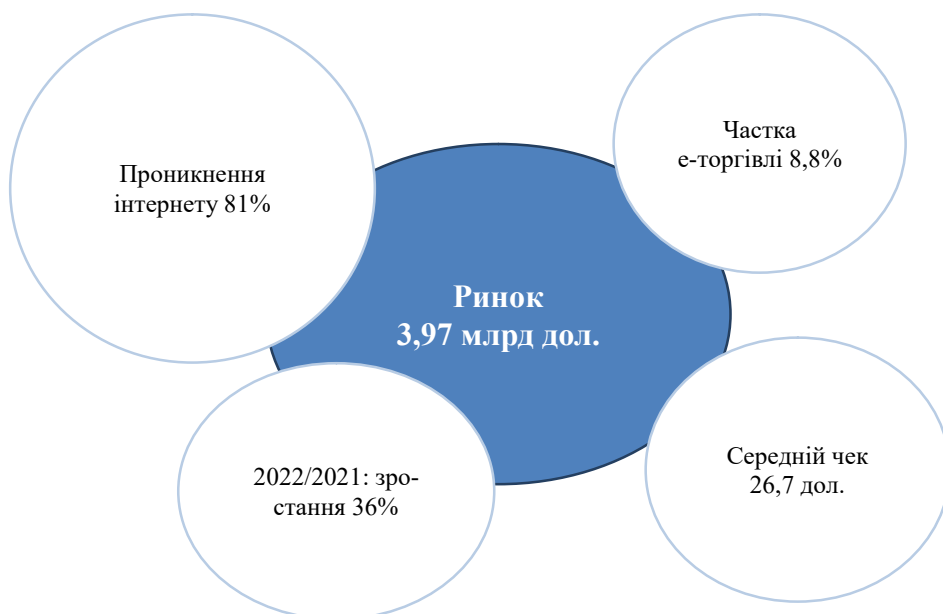 Проникнення
інтернету 81%
Частка
е-торгівлі 8,8%
Ринок
3,97 млрд дол.
2022/2021: зро-
стання 36%
Середній чек
26,7 дол.